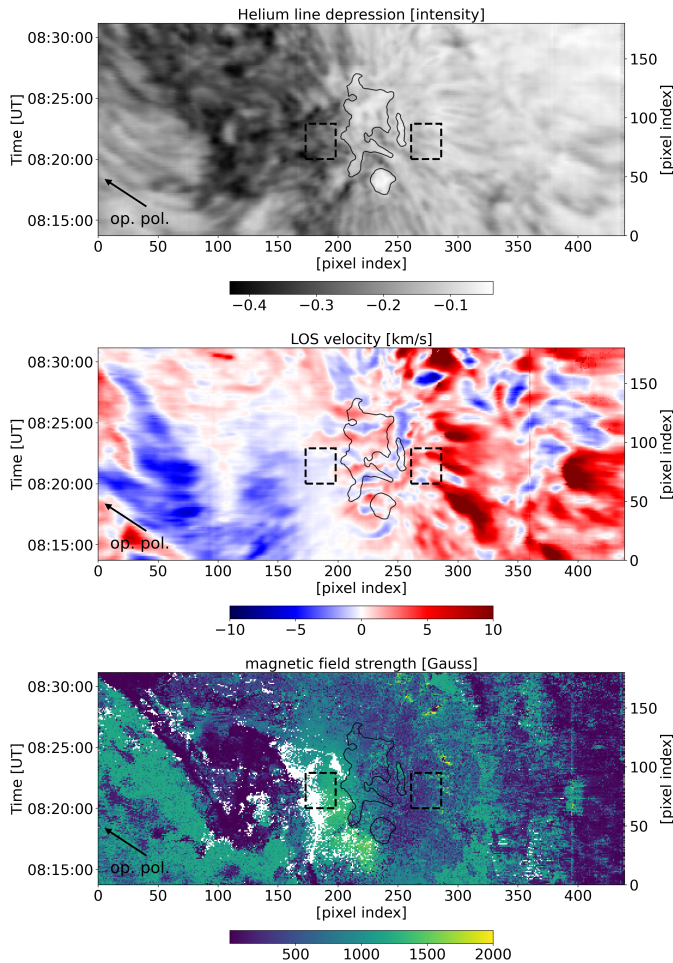 Helium line depression [intensity]
08:30:00
08:25:00
08:20:00
08:15:00
Time [UT]
150
100
50
0
[pixel index]
op. pol.
0 50 100 150 200 250 300 350 400
[pixel index]
−0.4 −0.3 −0.2 −0.1
LOS velocity [km/s]
08:30:00
08:25:00
08:20:00
08:15:00
Time [UT]
150
100
50
0
[pixel index]
op. pol.
0 50 100 150 200 250 300 350 400
[pixel index]
−10 −5 0 5 10
magnetic field strength [Gauss]
08:30:00
08:25:00
08:20:00
08:15:00
Time [UT]
150
100
50
0
[pixel index]
op. pol.
0 50 100 150 200 250 300 350 400
[pixel index]
500 1000 1500 2000